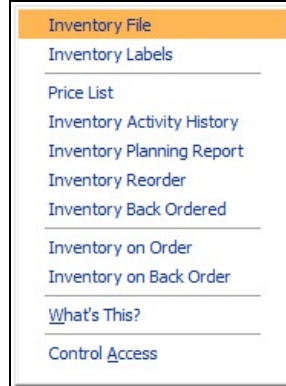 Inventory File
Inventory Labels
Price List
Inventory Activity History
Inventory Planning Report
Inventory Reorder
Inventory Back Ordered
Inventory on Order
Inventory on Back Order
What's This?
Control Access